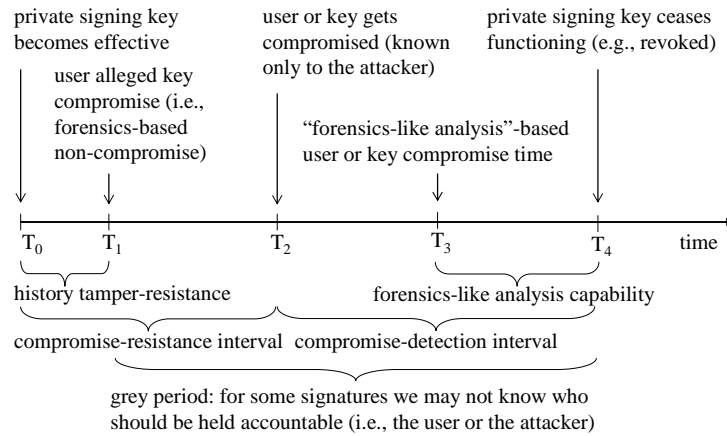 private signing key
becomes effective
user or key gets
compromised (known
only to the attacker)
private signing key ceases
functioning (e.g., revoked)
user alleged key
compromise (i.e.,
forensics-based
non-compromise)
“forensics-like analysis”-based
user or key compromise time
T0 T1 T2 T3 T4 time
history tamper-resistance
forensics-like analysis capability
compromise-resistance interval
compromise-detection interval
grey period: for some signatures we may not know who
should be held accountable (i.e., the user or the attacker)